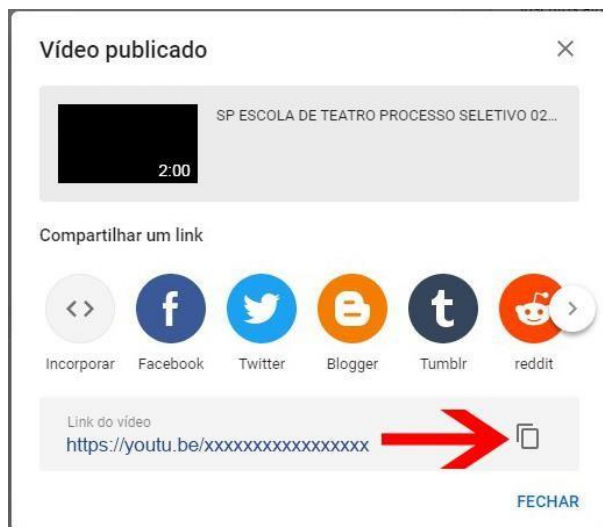 Vídeo publicado
2:00
SP ESCOLA DE TEATRO PROCESSO SELETIVO 02...
Compartilhar um link
Incorporar Facebook Twitter Blogger Tumblr reddit
Link do vídeo
https://youtu.be/xxxxxxxxxxxxxxxxx
FECHAR